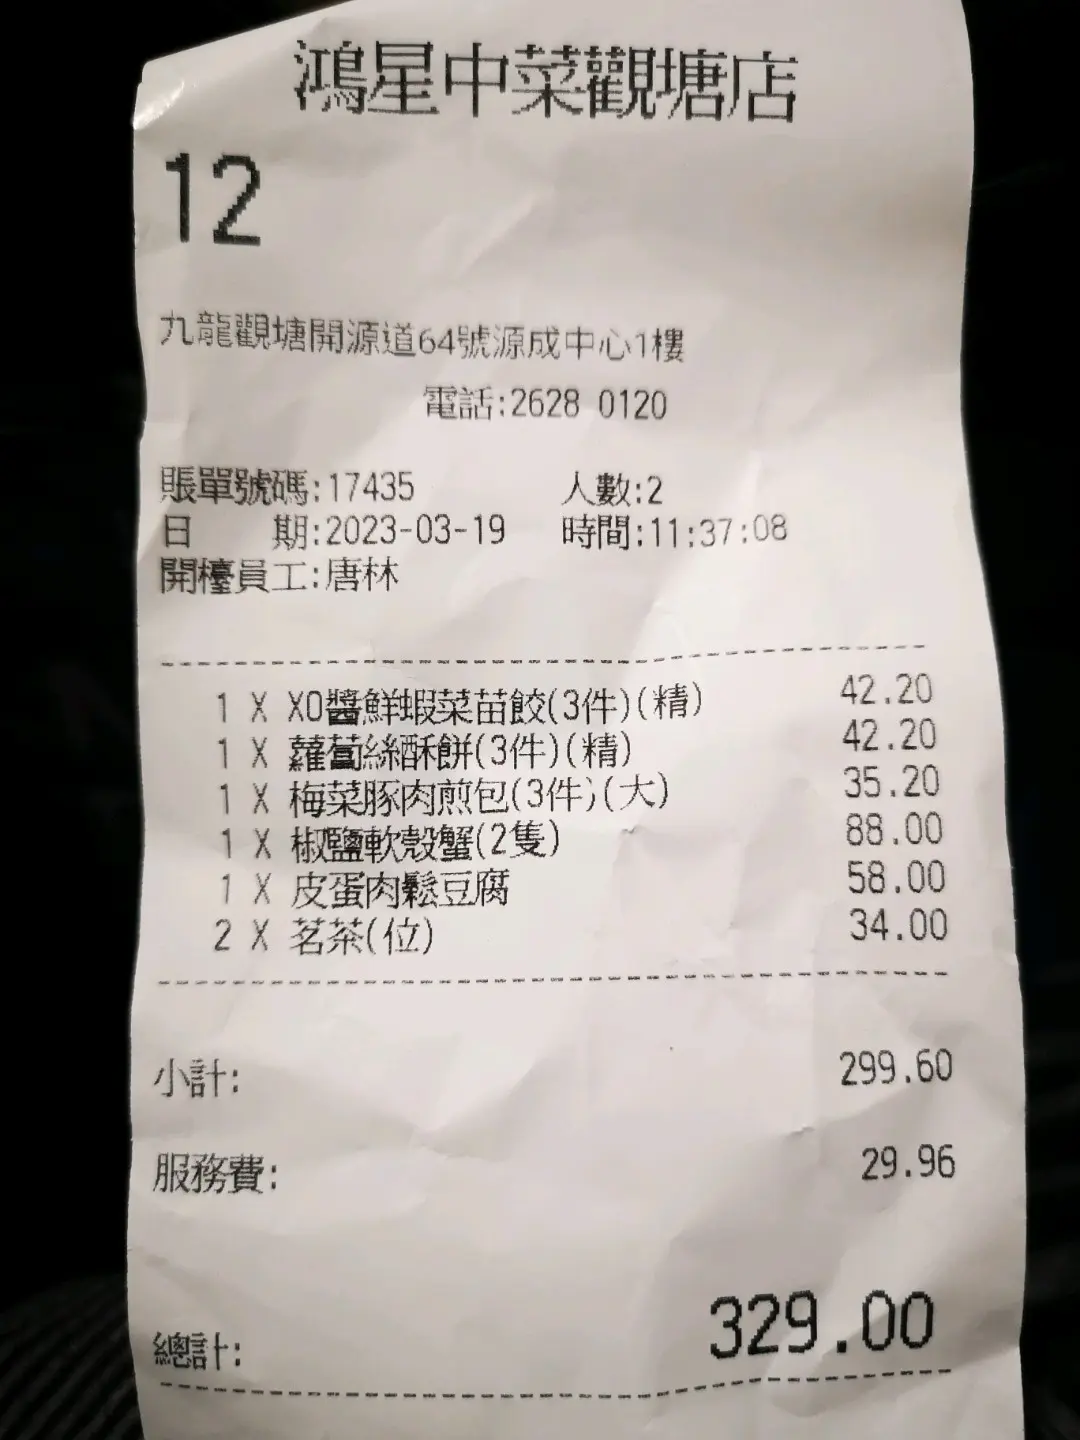 鴻星中菜觀塘店
12
九龍觀塘開源道64號源成中心1樓
電話:2628 0120
賬單號碼:17435 人數:2
日 期:2023-03-19 時間:11:37:08
開檯員工:唐林
1 X XO醬鮮蝦菜苗餃(3件)(精) 42.20
1 X 蘿蔔絲酥餅(3件)(精) 42.20
1 X 梅菜豚肉煎包(3件)(大) 35.20
1 X 椒鹽軟殼蟹(2隻) 88.00
1 X 皮蛋肉鬆豆腐 58.00
2 X 茗茶(位) 34.00
小計: 299.60
服務費: 29.96
總計: 329.00